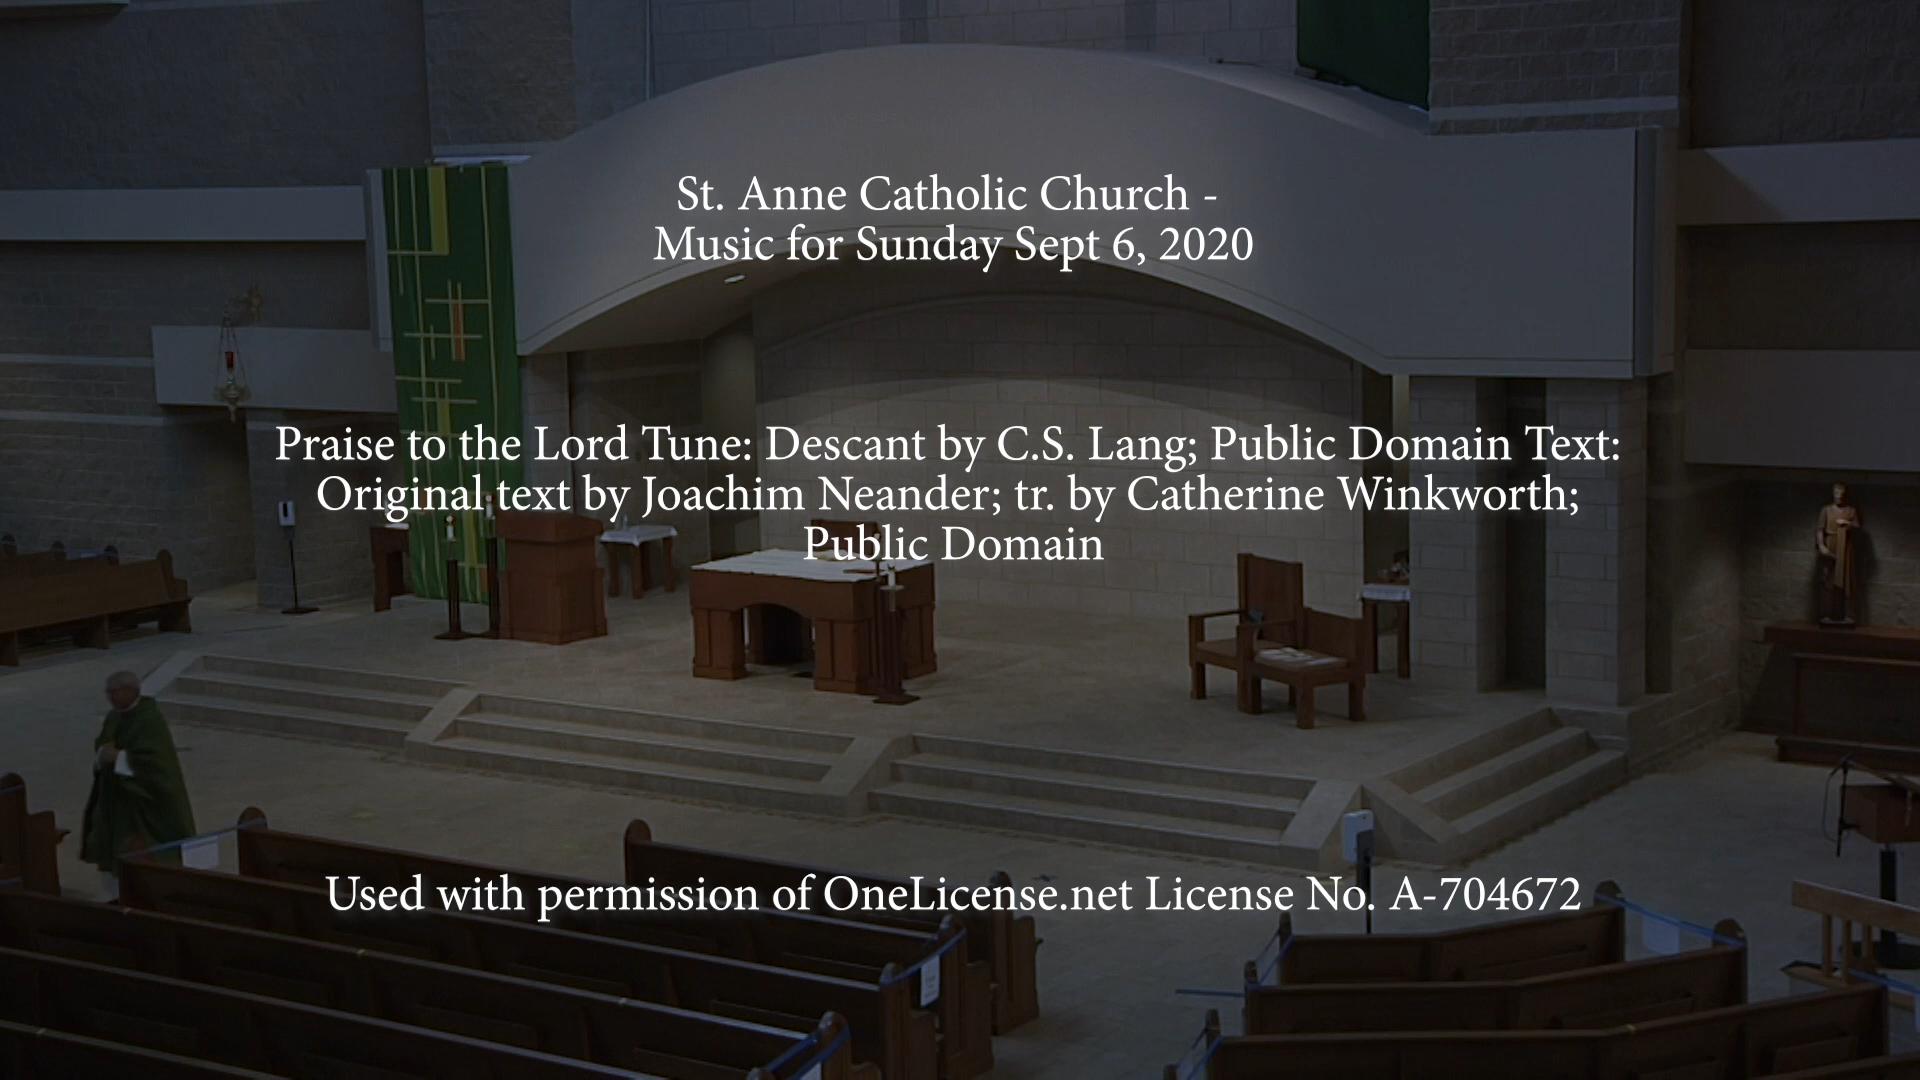 St. Anne Catholic Church -
Music for Sunday Sept 6, 2020
Praise to the Lord Tune: Descant by C.S. Lang; Public Domain Text:
Original text by Joachim Neander; tr. by Catherine Winkworth;
Public Domain
Used with permission of OneLicense.net License No. A-704672